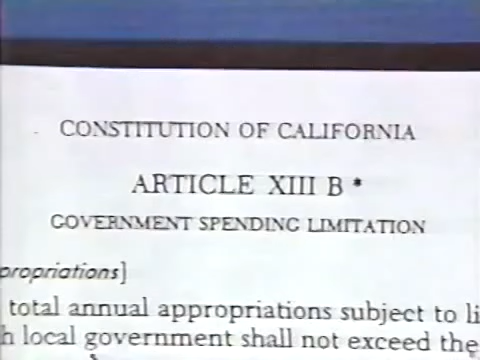 CONSTITUTION OF CALIFORNIA
ARTICLE XIII B *
GOVERNMENT SPENDING LIMITATION
propriations]
total annual appropriations subject to li
h local government shall not exceed the